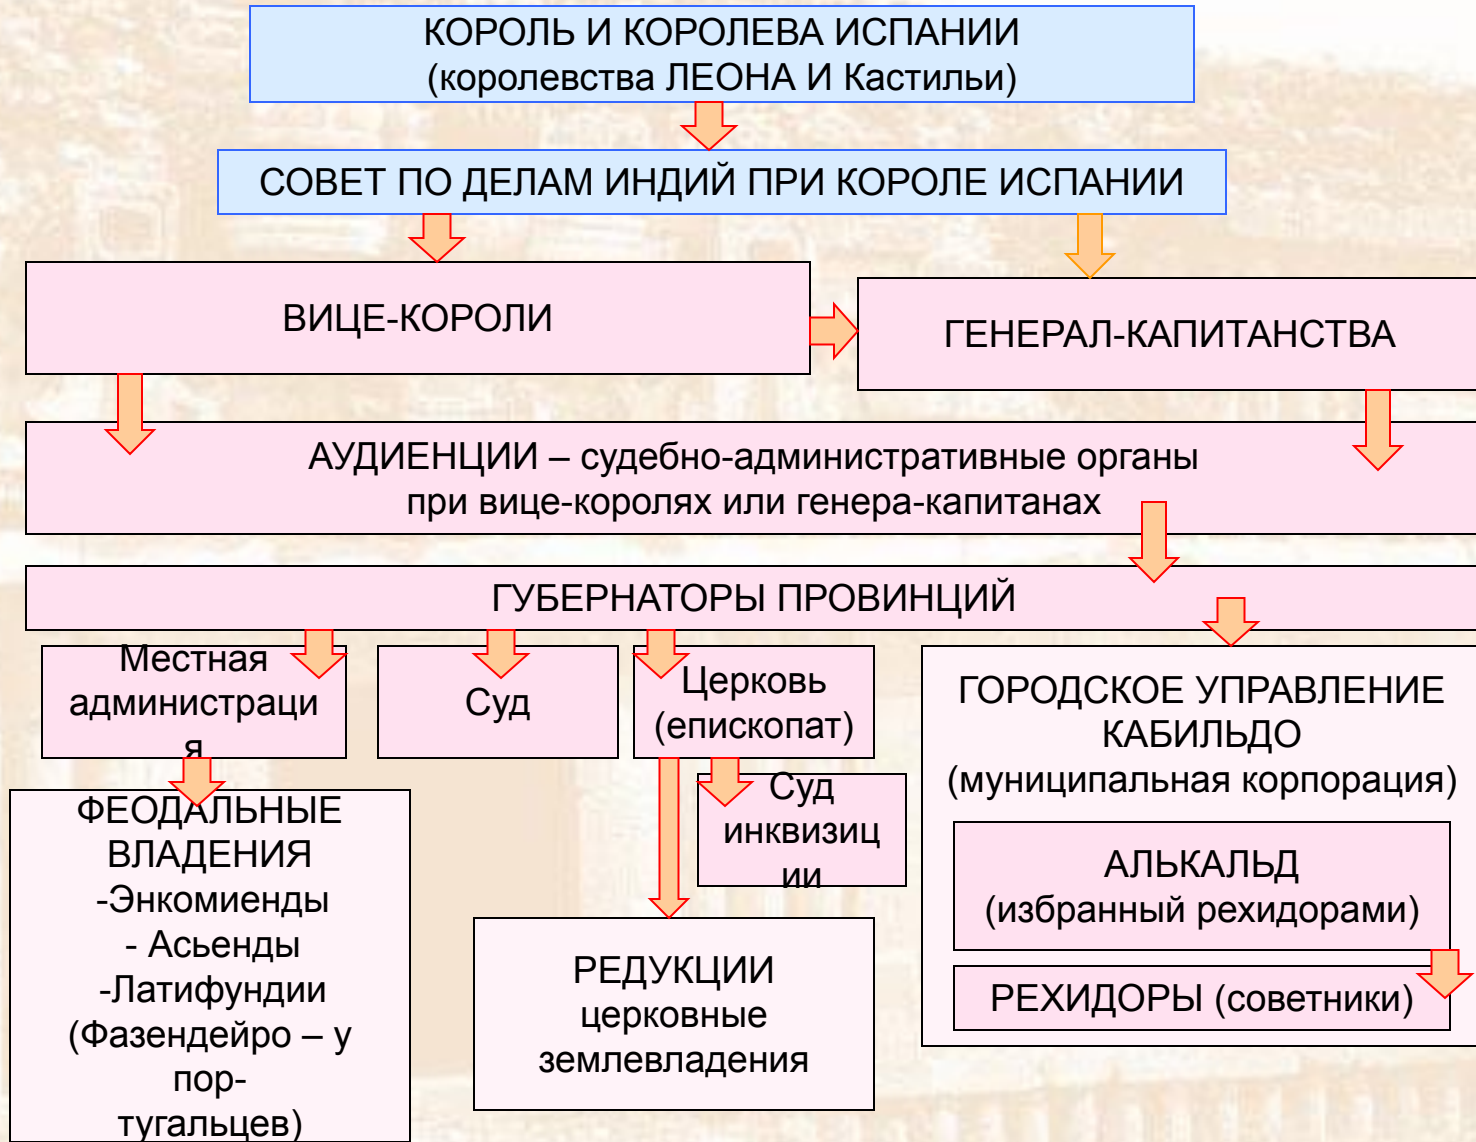 КОРОЛЬ И КОРОЛЕВА ИСПАНИИ
(королевства ЛЕОНА И Кастильи)
СОВЕТ ПО ДЕЛАМ ИНДИЙ ПРИ КОРОЛЕ ИСПАНИИ
ВИЦЕ-КОРОЛИ
ГЕНЕРАЛ-КАПИТАНСТВА
АУДИЕНЦИИ – судебно-административные органы
при вице-королях или генера-капитанах
ГУБЕРНАТОРЫ ПРОВИНЦИЙ
Местная
администраци
я
Суд
Церковь
(епископат)
Суд
инквизиц
ии
ФЕОДАЛЬНЫЕ
ВЛАДЕНИЯ
-Энкомиенды
- Асьенды
-Латифундии
(Фазендейро – у
пор-
тугальцев)
РЕДУКЦИИ
церковные
землевладения
ГОРОДСКОЕ УПРАВЛЕНИЕ
КАБИЛЬДО
(муниципальная корпорация)
АЛЬКАЛЬД
(избранный рехидорами)
РЕХИДОРЫ (советники)